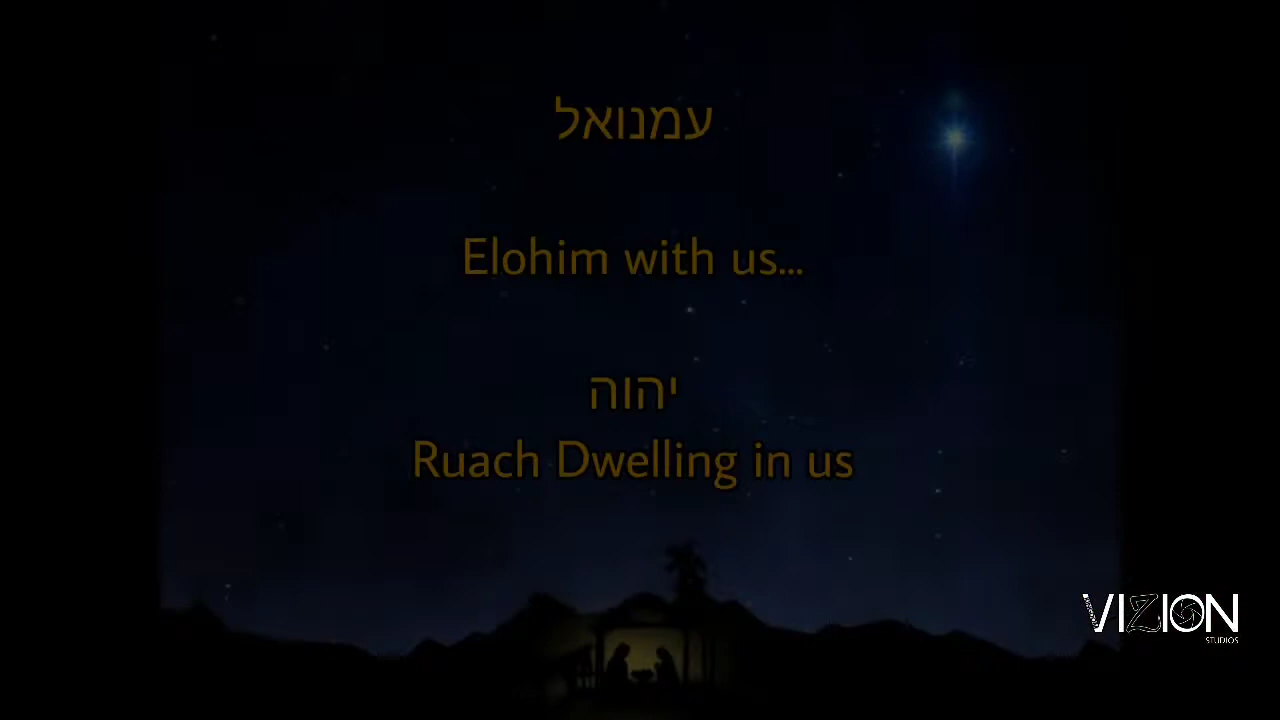 עמנואל
Elohim with us...
יהוה
Ruach Dwelling in us
VIZION
STUDIOS